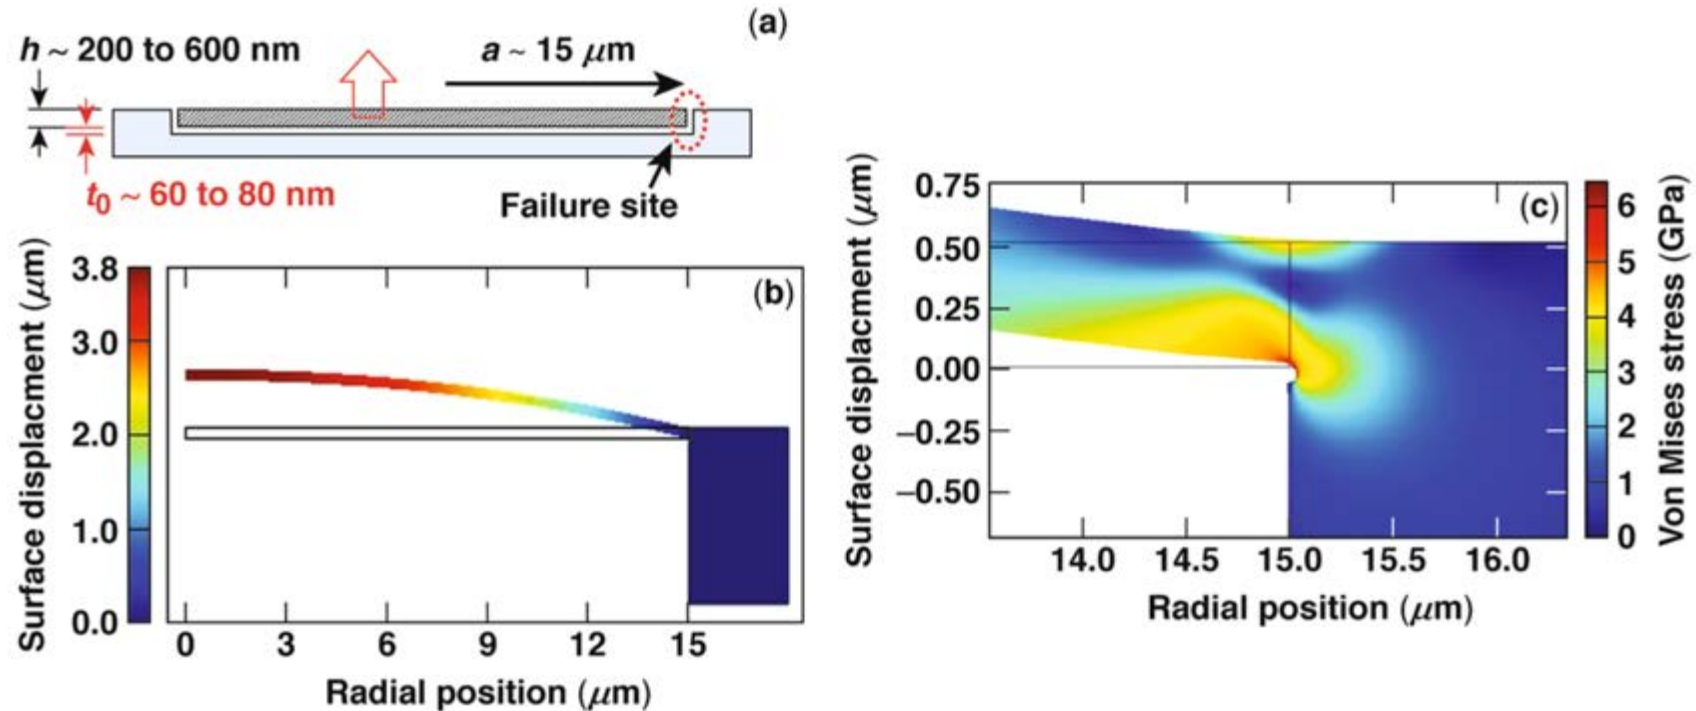 (a)
h ~ 200 to 600 nm
a ~ 15 μm
t0 ~ 60 to 80 nm
Failure site
Surface displacment (μm)
3.8
3.0
2.0
1.0
0.0
(b)
0 3 6 9 12 15
Radial position (μm)
Surface displacement (μm)
0.75
0.50
0.25
0.00
−0.25
−0.50
(c)
14.0 14.5 15.0 15.5 16.0
Radial position (μm)
6
5
4
3
2
1
0
Von Mises stress (GPa)